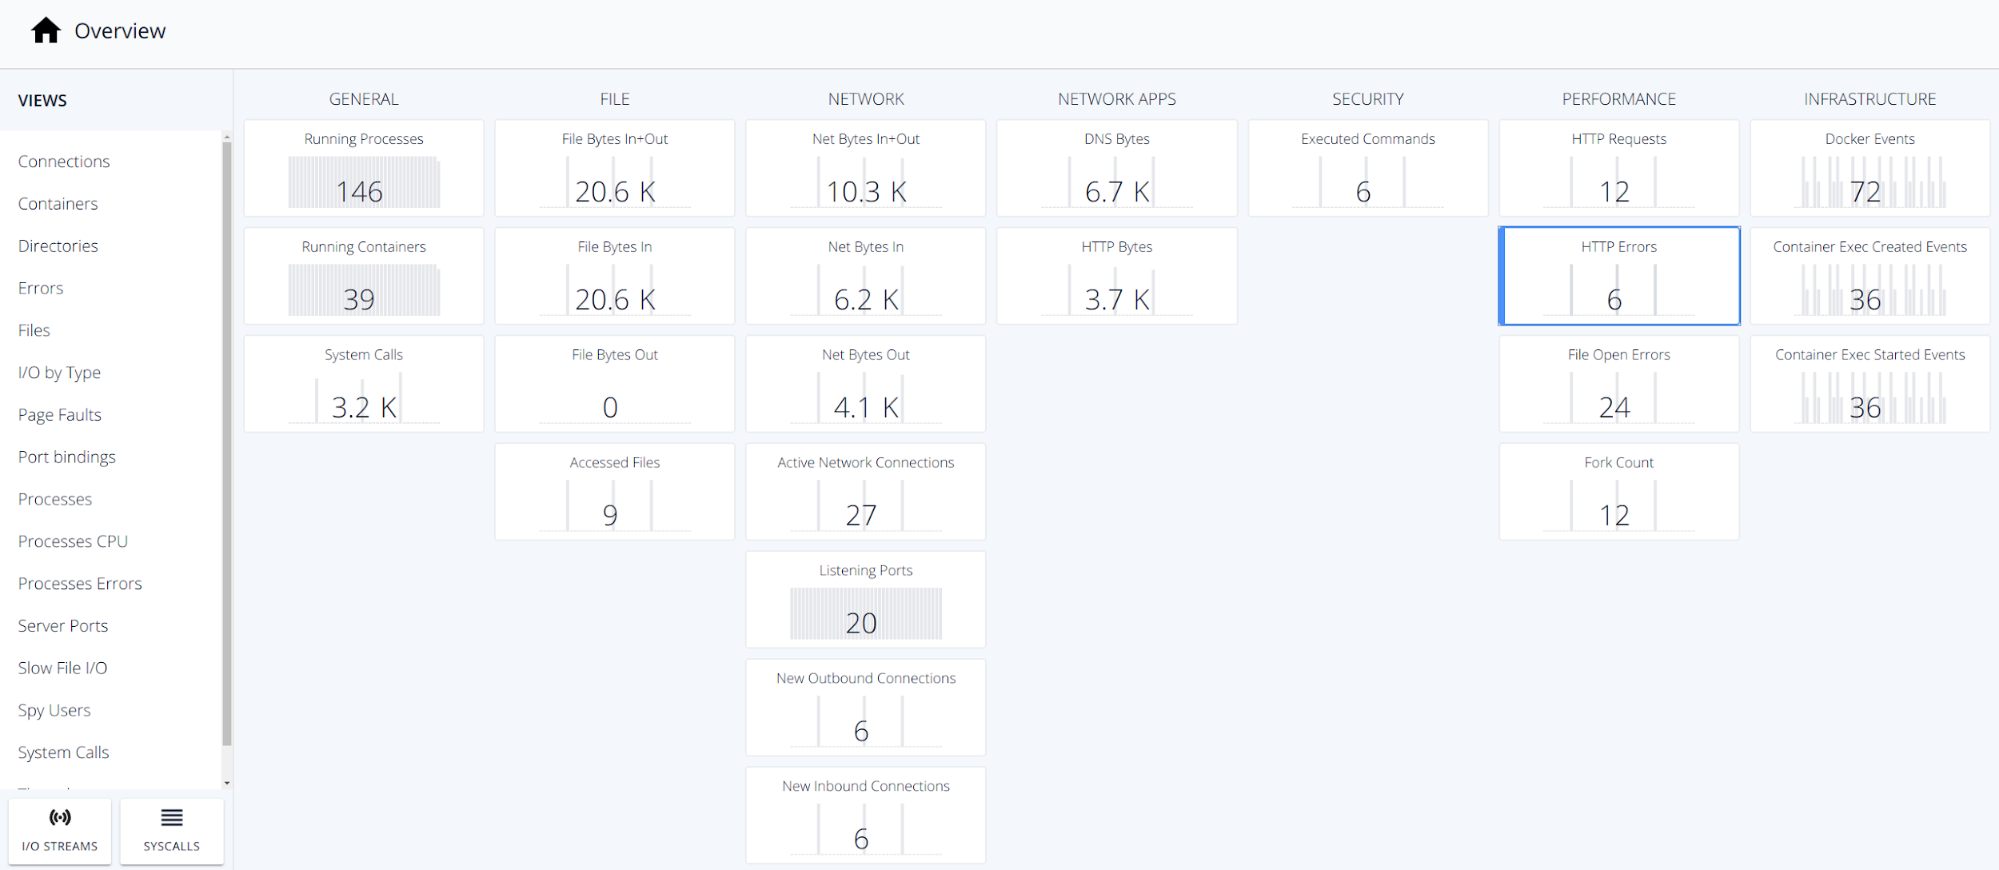 Overview
VIEWS
Connections
Containers
Directories
Errors
Files
I/O by Type
Page Faults
Port bindings
Processes
Processes CPU
Processes Errors
Server Ports
Slow File I/O
Spy Users
System Calls
I/O STREAMS
SYSCALLS
GENERAL
Running Processes
146
Running Containers
39
System Calls
3.2 K
FILE
File Bytes In+Out
20.6 K
File Bytes In
20.6 K
File Bytes Out
0
Accessed Files
9
NETWORK
Net Bytes In+Out
10.3 K
Net Bytes In
6.2 K
Net Bytes Out
4.1 K
Active Network Connections
27
Listening Ports
20
New Outbound Connections
6
New Inbound Connections
6
NETWORK APPS
DNS Bytes
6.7 K
HTTP Bytes
3.7 K
SECURITY
Executed Commands
6
PERFORMANCE
HTTP Requests
12
HTTP Errors
6
File Open Errors
24
Fork Count
12
INFRASTRUCTURE
Docker Events
72
Container Exec Created Events
36
Container Exec Started Events
36